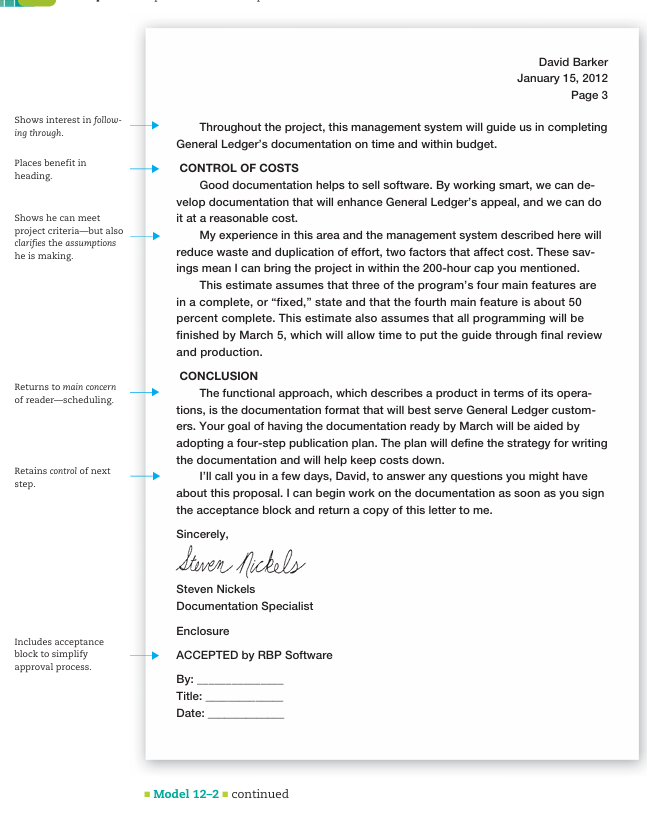 David Barker
January 15, 2012
Page 3
Shows interest in follow-
ing through.
Throughout the project, this management system will guide us in completing
General Ledger's documentation on time and within budget.
Places benefit in
heading.
CONTROL OF COSTS
Good documentation helps to sell software. By working smart, we can de-
velop documentation that will enhance General Ledger's appeal, and we can do
it at a reasonable cost.
Shows he can meet
project criteria—but also
clarifies the assumptions
he is making.
My experience in this area and the management system described here will
reduce waste and duplication of effort, two factors that affect cost. These sav-
ings mean I can bring the project in within the 200-hour cap you mentioned.
This estimate assumes that three of the program's four main features are
in a complete, or “fixed,” state and that the fourth main feature is about 50
percent complete. This estimate also assumes that all programming will be
finished by March 5, which will allow time to put the guide through final review
and production.
CONCLUSION
Returns to main concern
of reader—scheduling.
The functional approach, which describes a product in terms of its opera-
tions, is the documentation format that will best serve General Ledger custom-
ers. Your goal of having the documentation ready by March will be aided by
adopting a four-step publication plan. The plan will define the strategy for writing
the documentation and will help keep costs down.
Retains control of next
step.
I'll call you in a few days, David, to answer any questions you might have
about this proposal. I can begin work on the documentation as soon as you sign
the acceptance block and return a copy of this letter to me.
Sincerely,
Steven Nickels
Steven Nickels
Documentation Specialist
Enclosure
Includes acceptance
block to simplify
approval process.
ACCEPTED by RBP Software
By: ______________
Title: _____________
Date: _____________
Model 12–2 continued